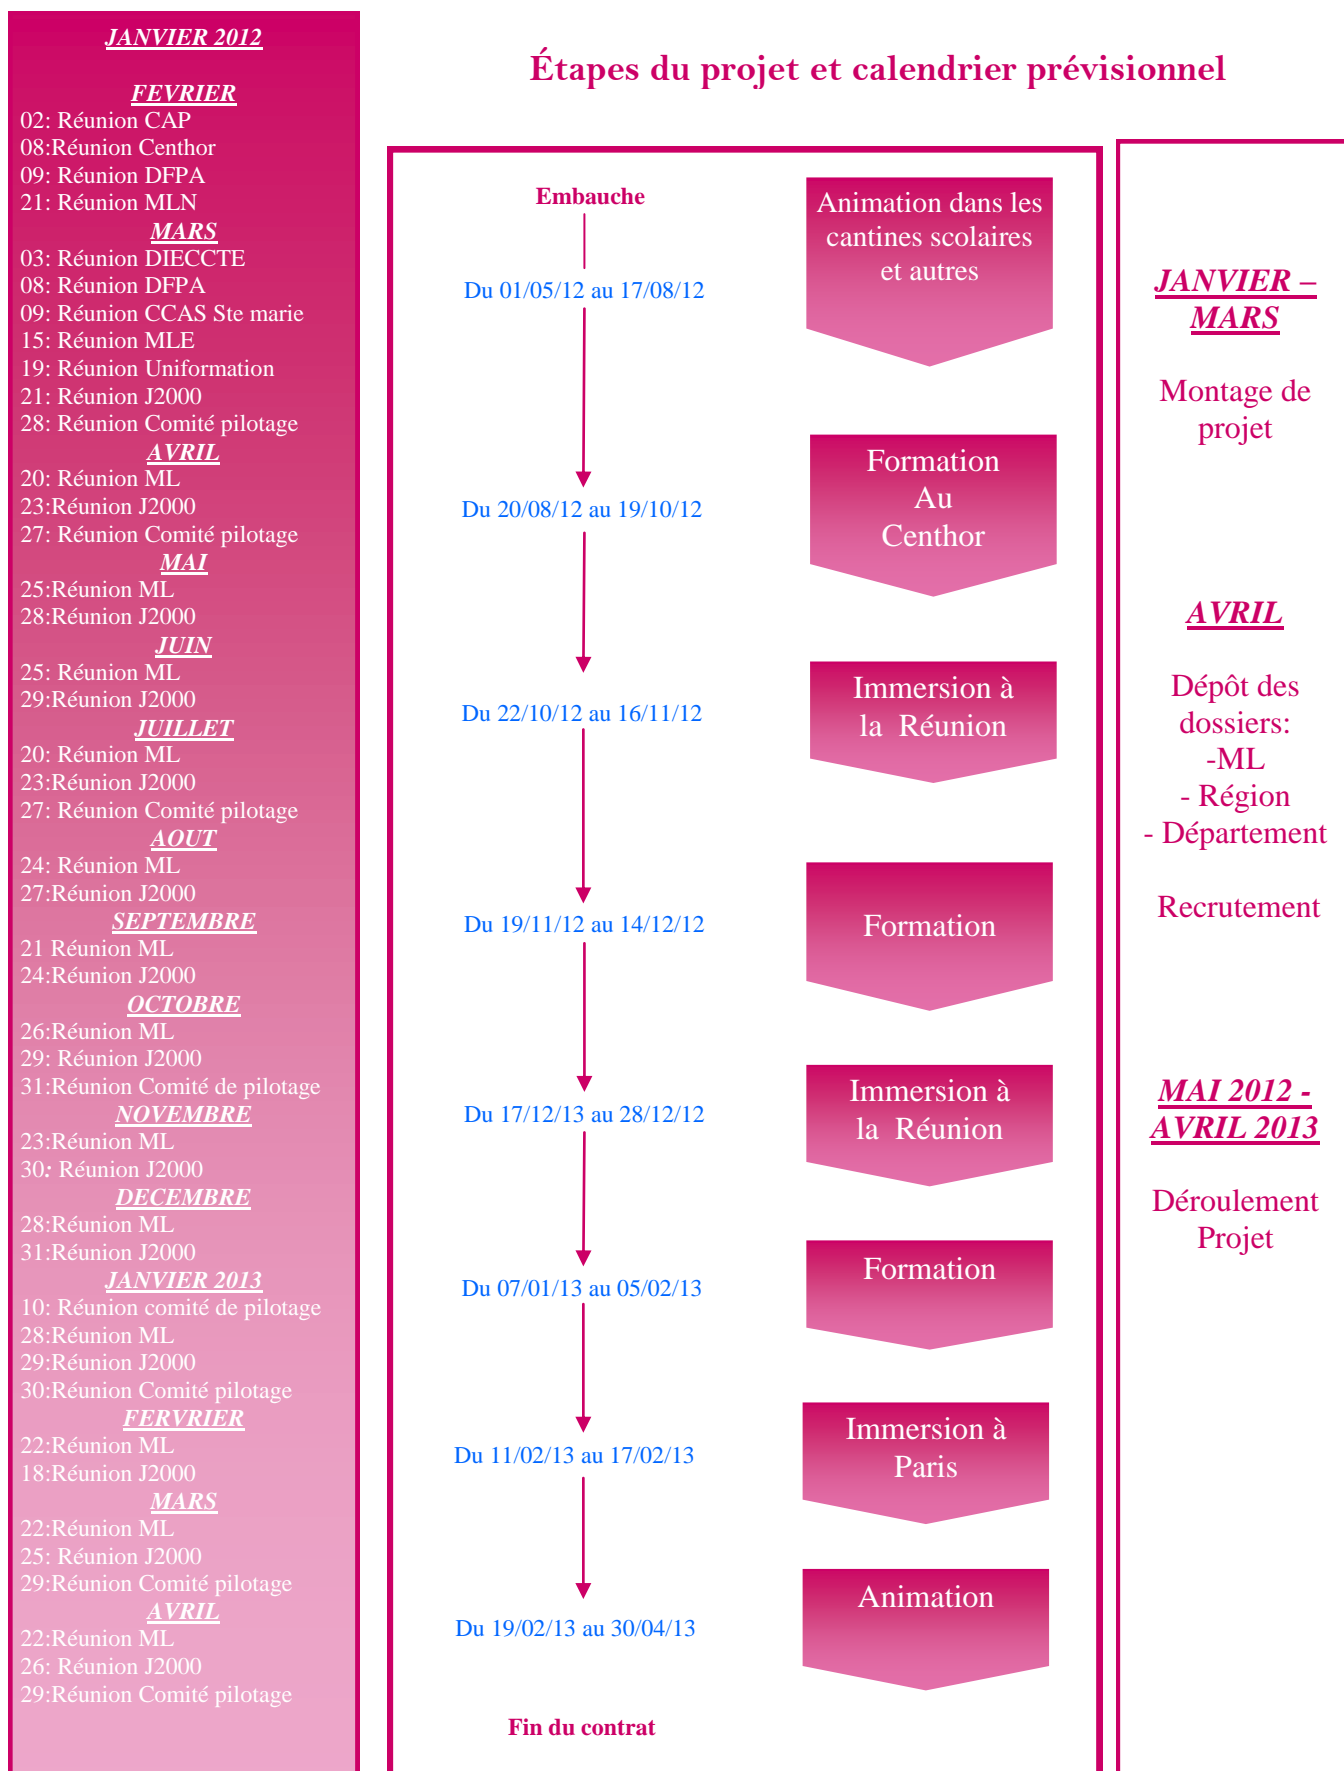 JANVIER 2012
FEVRIER
02: Réunion CAP
08:Réunion Centhor
09: Réunion DFPA
21: Réunion MLN
MARS
03: Réunion DIECCTE
08: Réunion DFPA
09: Réunion CCAS Ste marie
15: Réunion MLE
19: Réunion Uniformation
21: Réunion J2000
28: Réunion Comité pilotage
AVRIL
20: Réunion ML
23:Réunion J2000
27: Réunion Comité pilotage
MAI
25:Réunion ML
28:Réunion J2000
JUIN
25: Réunion ML
29:Réunion J2000
JUILLET
20: Réunion ML
23:Réunion J2000
27: Réunion Comité pilotage
AOUT
24: Réunion ML
27:Réunion J2000
SEPTEMBRE
21 Réunion ML
24:Réunion J2000
OCTOBRE
26:Réunion ML
29: Réunion J2000
31:Réunion Comité de pilotage
NOVEMBRE
23:Réunion ML
30: Réunion J2000
DECEMBRE
28:Réunion ML
31:Réunion J2000
JANVIER 2013
10: Réunion comité de pilotage
28:Réunion ML
29:Réunion J2000
30:Réunion Comité pilotage
FERVRIER
22:Réunion ML
18:Réunion J2000
MARS
22:Réunion ML
25: Réunion J2000
29:Réunion Comité pilotage
AVRIL
22:Réunion ML
26: Réunion J2000
29:Réunion Comité pilotage
Étapes du projet et calendrier prévisionnel
Embauche
Du 01/05/12 au 17/08/12
Animation dans les
cantines scolaires
et autres
Du 20/08/12 au 19/10/12
Formation
Au
Centhor
Du 22/10/12 au 16/11/12
Immersion à
la Réunion
Du 19/11/12 au 14/12/12
Formation
Du 17/12/13 au 28/12/12
Immersion à
la Réunion
Du 07/01/13 au 05/02/13
Formation
Du 11/02/13 au 17/02/13
Immersion à
Paris
Du 19/02/13 au 30/04/13
Animation
Fin du contrat
JANVIER –
MARS
Montage de
projet
AVRIL
Dépôt des
dossiers:
-ML
- Région
- Département
Recrutement
MAI 2012 -
AVRIL 2013
Déroulement
Projet